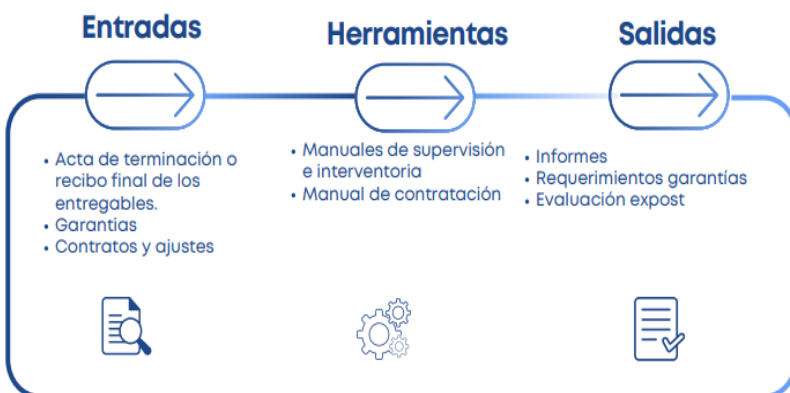 Entradas
• Acta de terminación o
recibo final de los
entregables.
• Garantias
• Contratos y ajustes
Herramientas
• Manuales de supervisión
e interventoria
• Manual de contratación
Salidas
• Informes
• Requerimientos garantías
• Evaluación expost